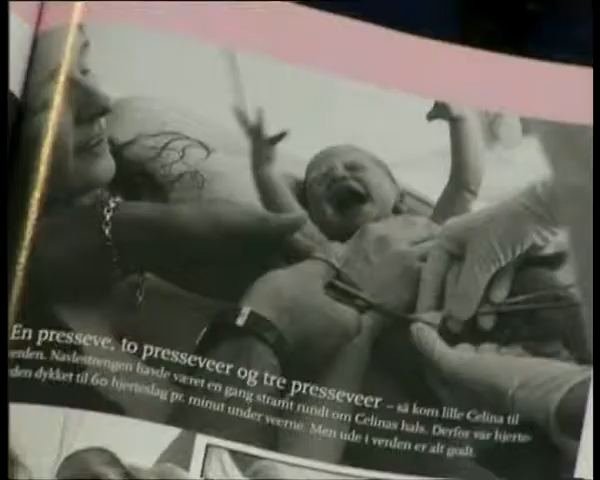 En presseve, to presseveer og tre presseveer – så kom lille Celina til
verden. Navlestrengen havde været en gang stramt rundt om Celinas hals. Derfor var hjerte-
den dykket til 60 hjerteslag pr. minut under veerne. Men ude i verden er alt godt.